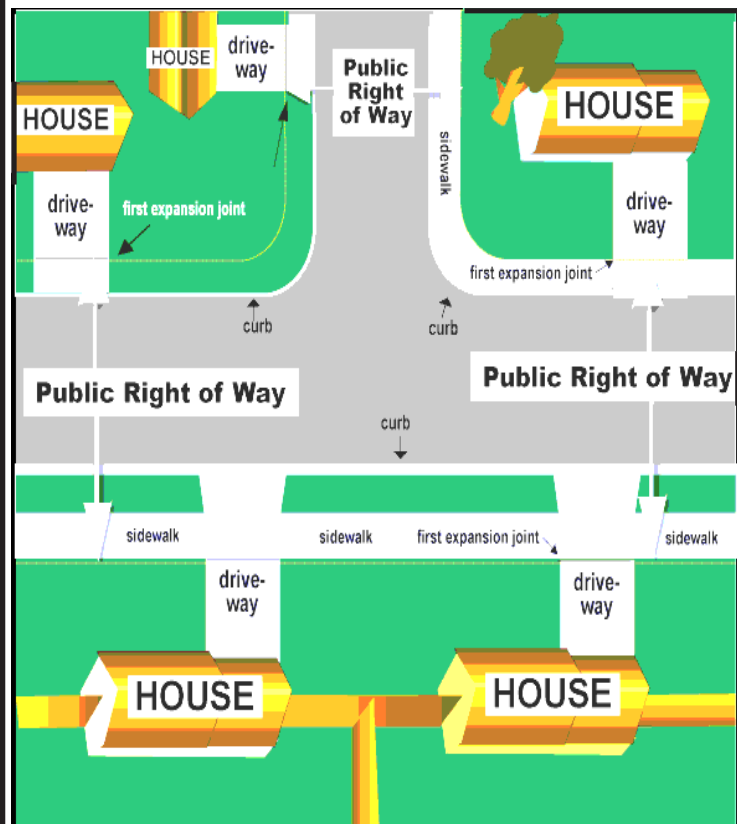 HOUSE
drive-
way
Public
Right
of Way
HOUSE
HOUSE
sidewalk
drive-
way
first expansion joint
drive-
way
first expansion joint
curb
curb
Public Right of Way
Public Right of Way
curb
sidewalk
sidewalk
first expansion joint
sidewalk
drive-
way
drive-
way
HOUSE
HOUSE